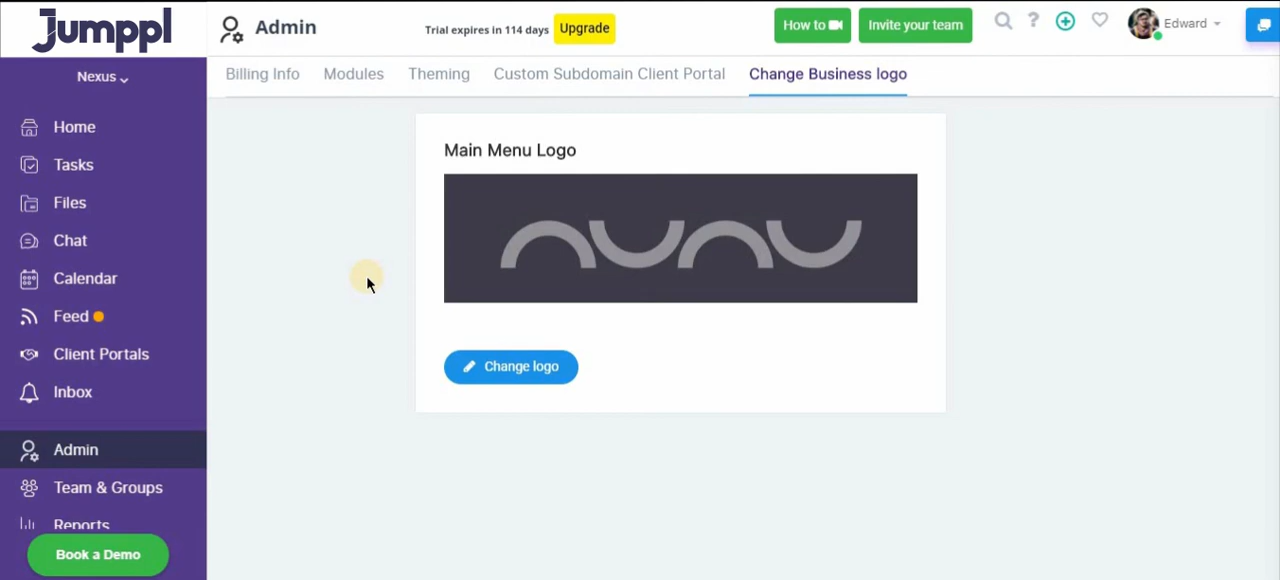 Jumppl
Admin
Trial expires in 114 days
Upgrade
How to
Invite your team
?
Edward
Nexus
Billing Info
Modules
Theming
Custom Subdomain Client Portal
Change Business logo
Home
Tasks
Files
Chat
Calendar
Feed
Client Portals
Inbox
Admin
Team & Groups
Reports
Book a Demo
Main Menu Logo
nunu
Change logo